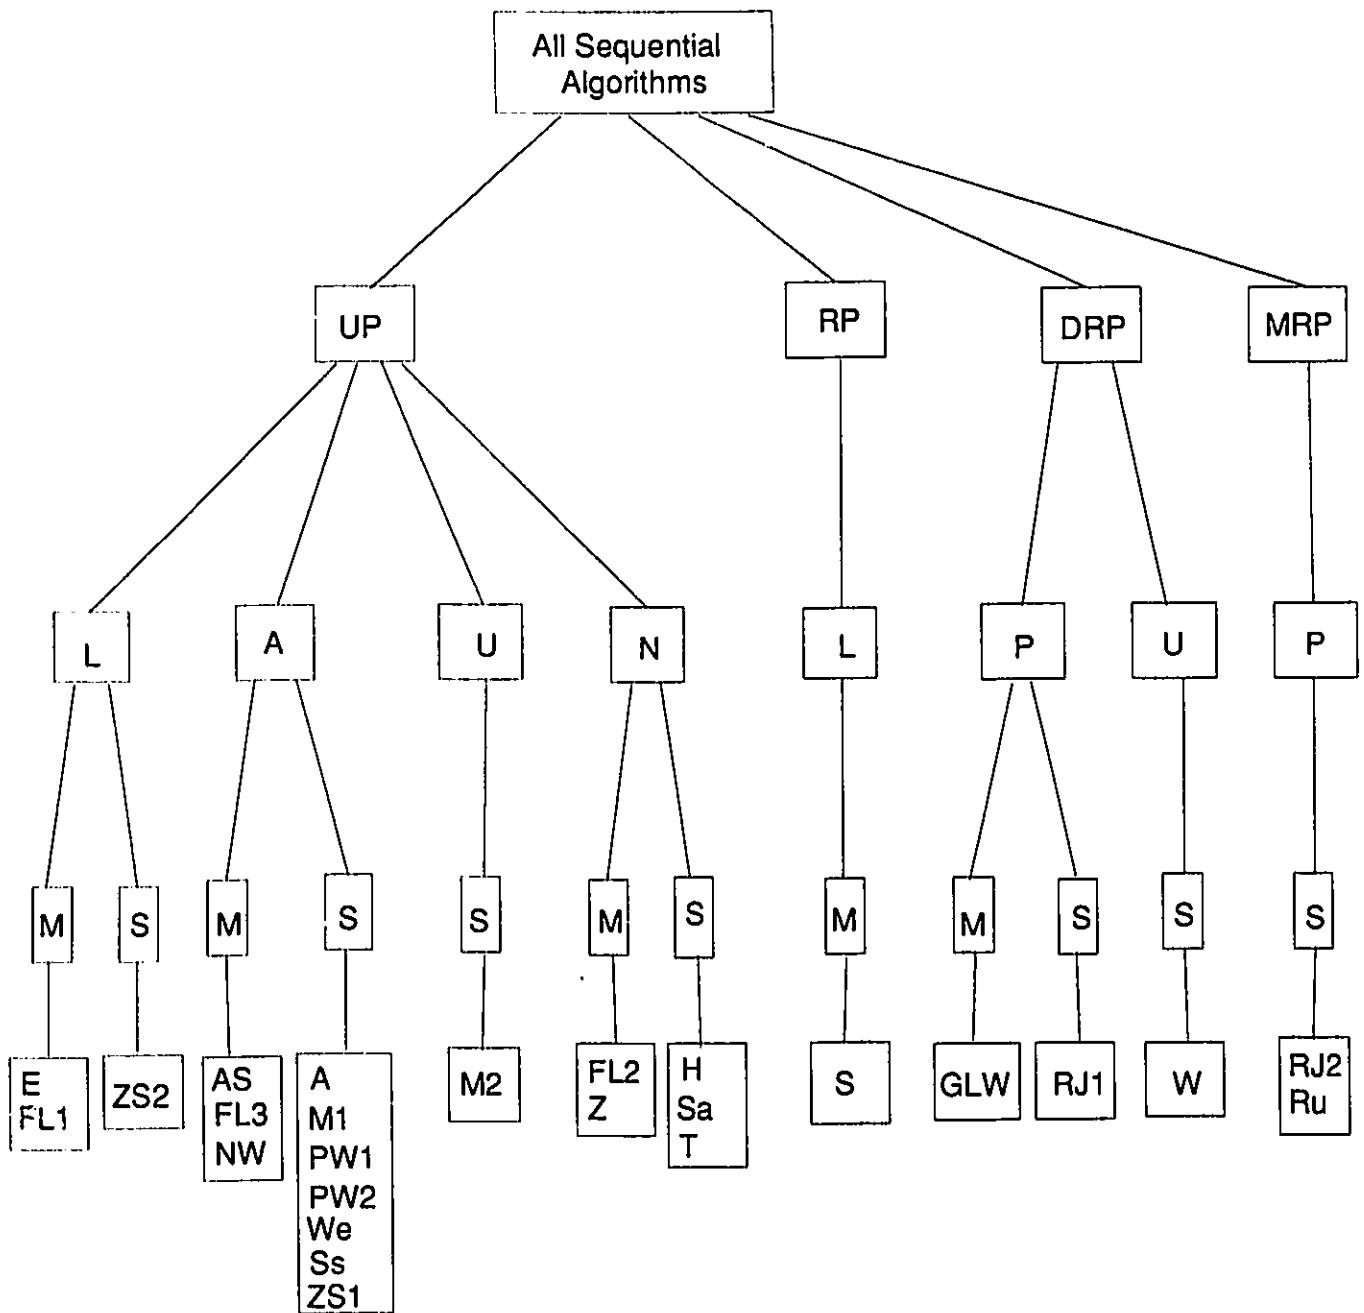 All Sequential
Algorithms
UP
RP
DRP
MRP
L
A
U
N
L
P
U
P
M
S
M
S
S
M
S
M
M
S
S
S
E
FL1
ZS2
AS
FL3
NW
A
M1
PW1
PW2
We
Ss
ZS1
M2
FL2
Z
H
Sa
T
S
GLW
RJ1
W
RJ2
Ru